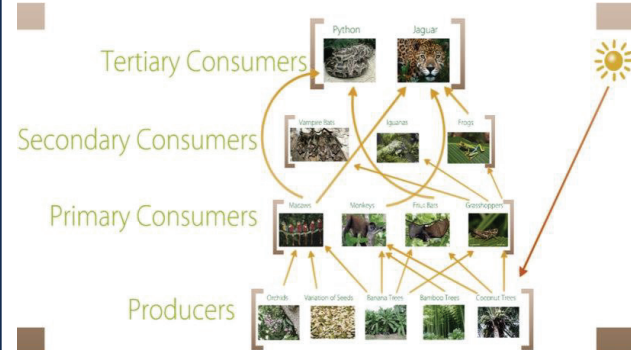 Python Jaguar
Tertiary Consumers
Vampire Bats Iguanas Frogs
Secondary Consumers
Macaws Monkeys Fruit Bats Grasshoppers
Primary Consumers
Orchids Variation of Seeds Banana Trees Bamboo Trees Coconut Trees
Producers